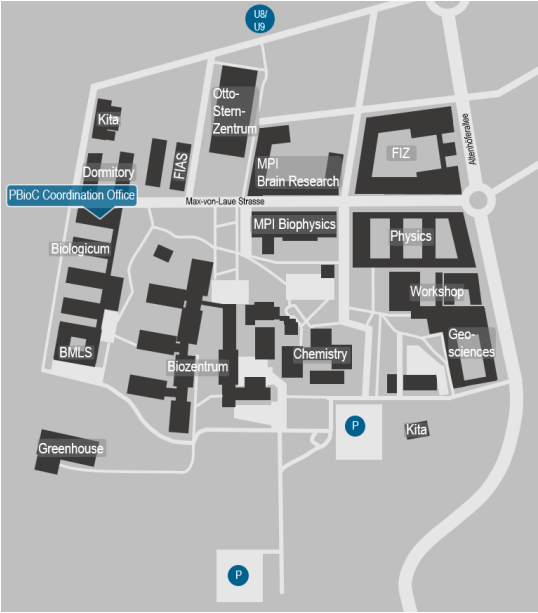 U8/
U9
Otto-
Stern-
Zentrum
Kita
Altenhöferallee
FIZ
MPI
Brain Research
FIAS
Dormitory
PBioC Coordination Office
Max-von-Laue Strasse
MPI Biophysics
Physics
Biologicum
Workshop
Geo-
sciences
BMLS
Chemistry
Biozentrum
P
Kita
Greenhouse
P